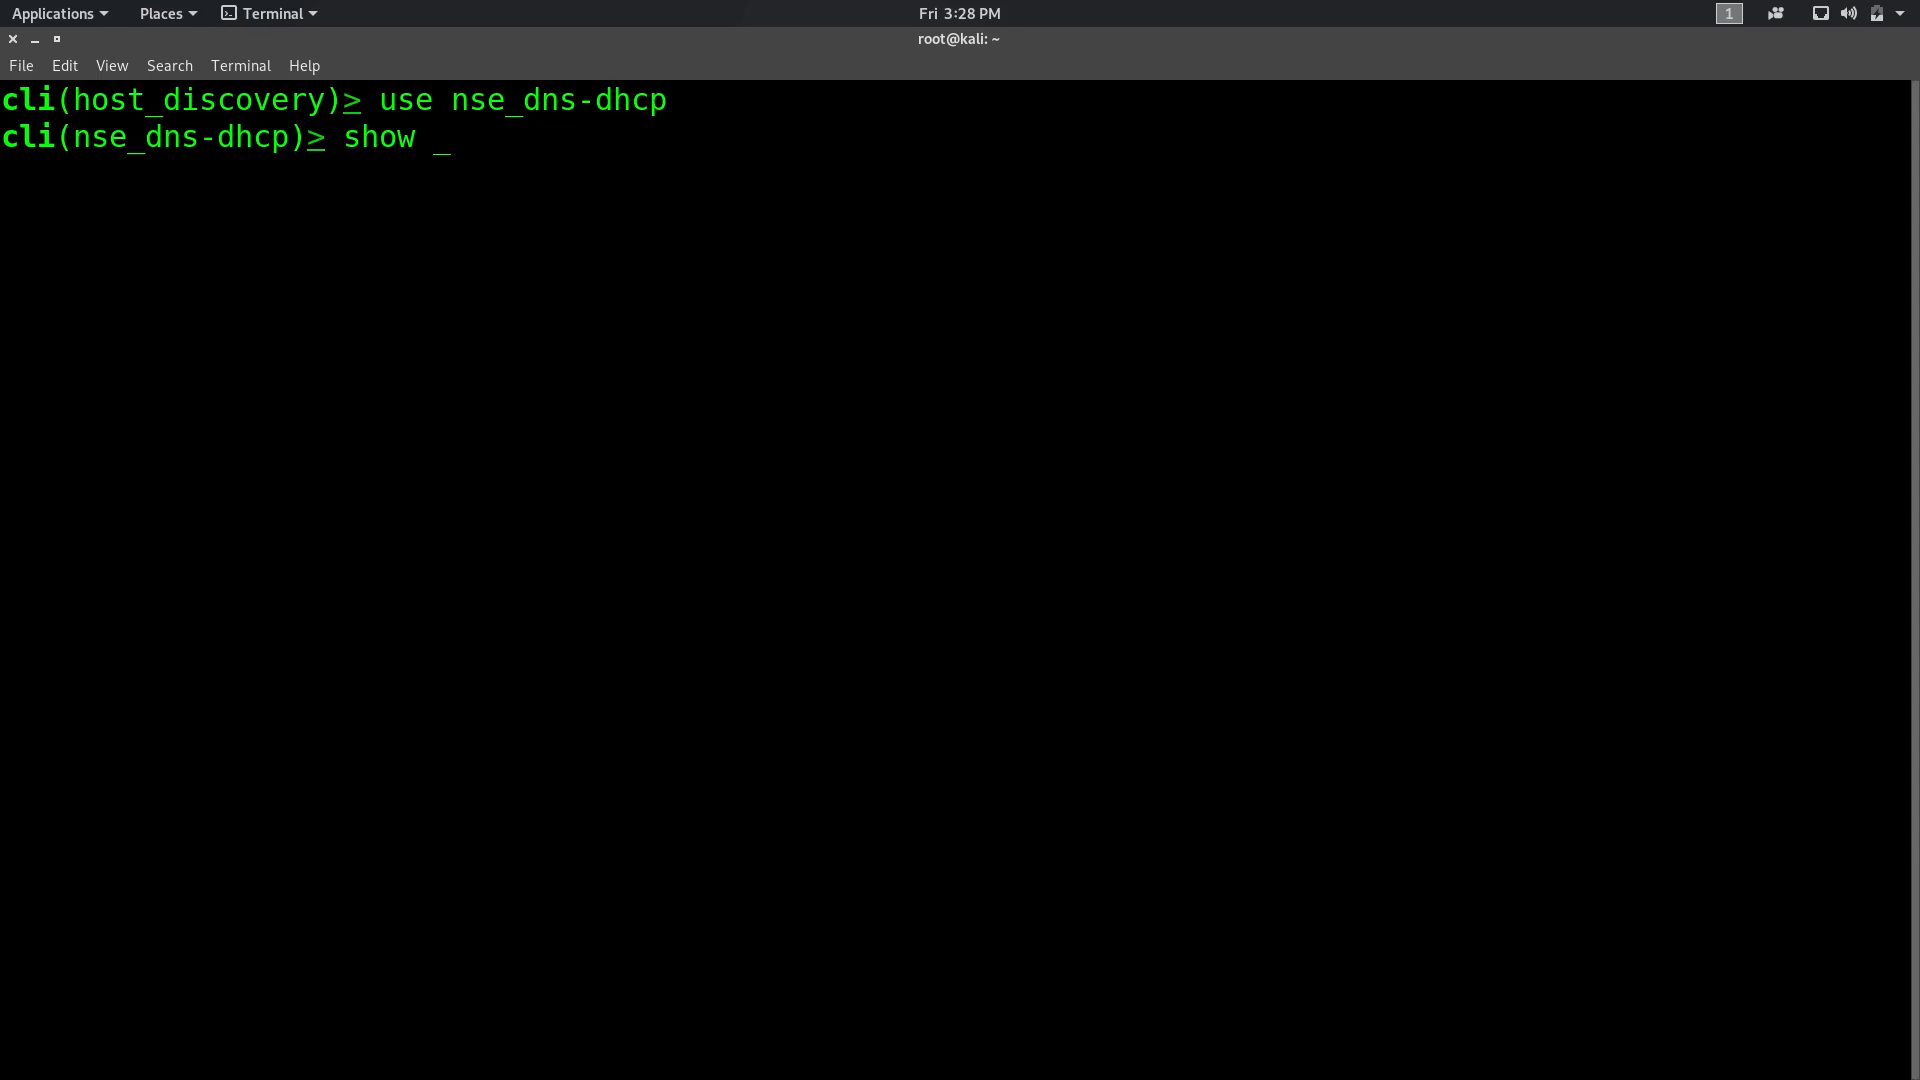 Applications Places Terminal Fri 3:28 PM 1
root@kali: ~
File Edit View Search Terminal Help
cli(host_discovery)> use nse_dns-dhcp
cli(nse_dns-dhcp)> show _